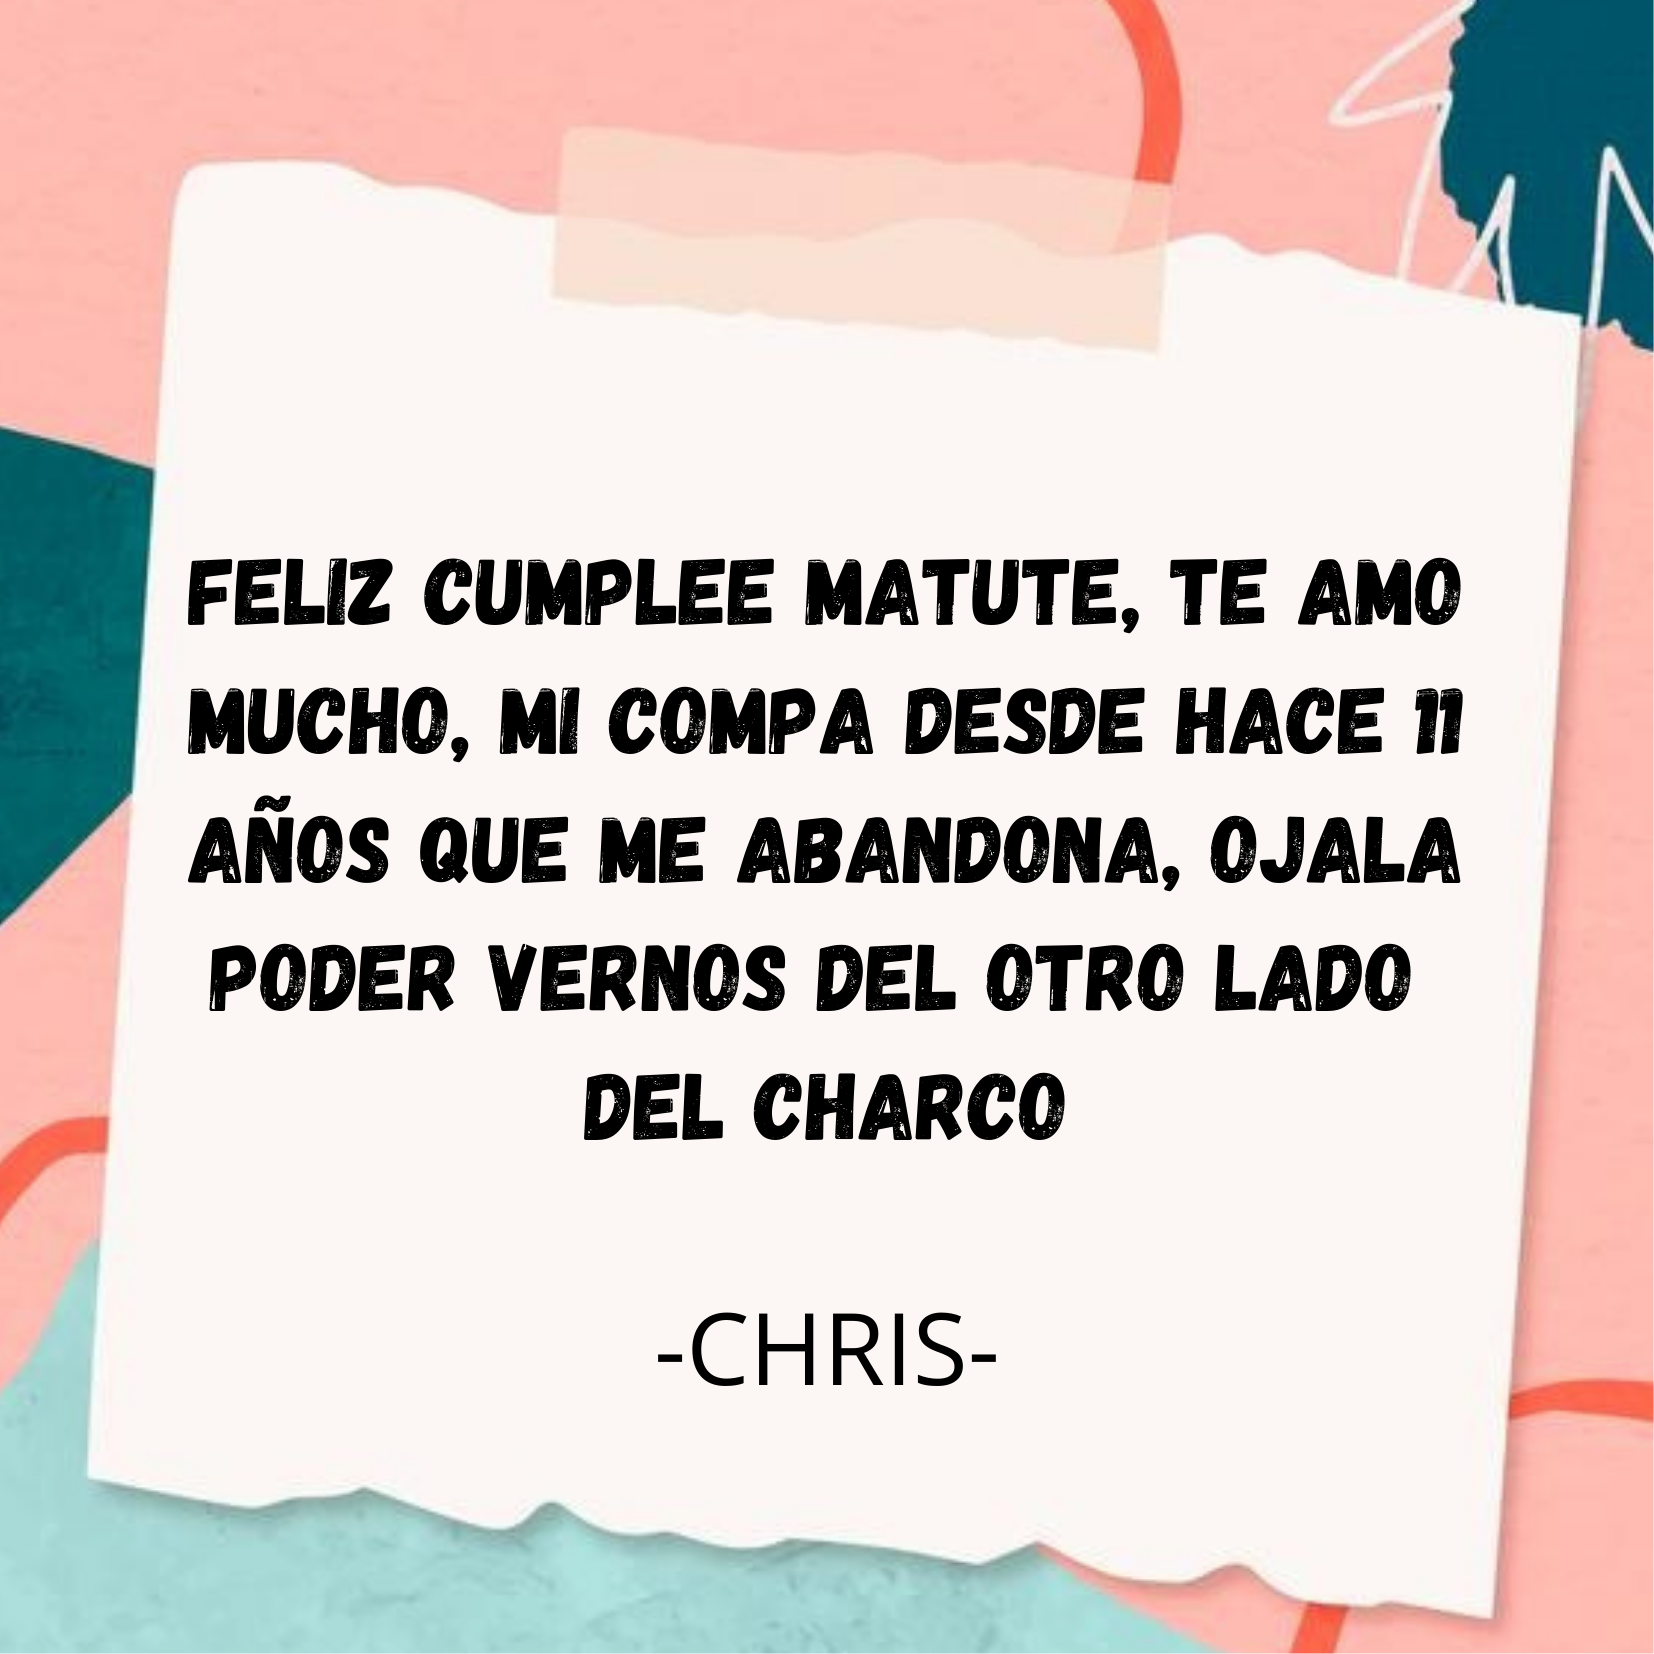 FELIZ CUMPLEE MATUTE, TE AMO
MUCHO, MI COMPA DESDE HACE 11
AÑOS QUE ME ABANDONA, OJALA
PODER VERNOS DEL OTRO LADO
DEL CHARCO
-CHRIS-